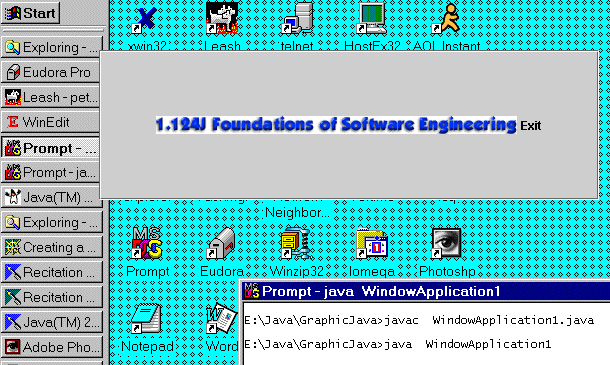 Start
xwin32 Leash telnet HostEx32 AOL Instant
Exploring - ...
Eudora Pro
Leash - pet...
WinEdit
Prompt - ...
Prompt - ja...
Java(TM) ...
Exploring - ...
Creating a ...
Recitation ...
Recitation ...
Java(TM) 2...
Adobe Pho...
1.124J Foundations of Software Engineering Exit
Neighbor...
Prompt Eudora Winzip32 Iomega Photoshp
Notepad Word
Prompt - java WindowApplication1
E:\Java\GraphicJava>javac WindowApplication1.java
E:\Java\GraphicJava>java WindowApplication1